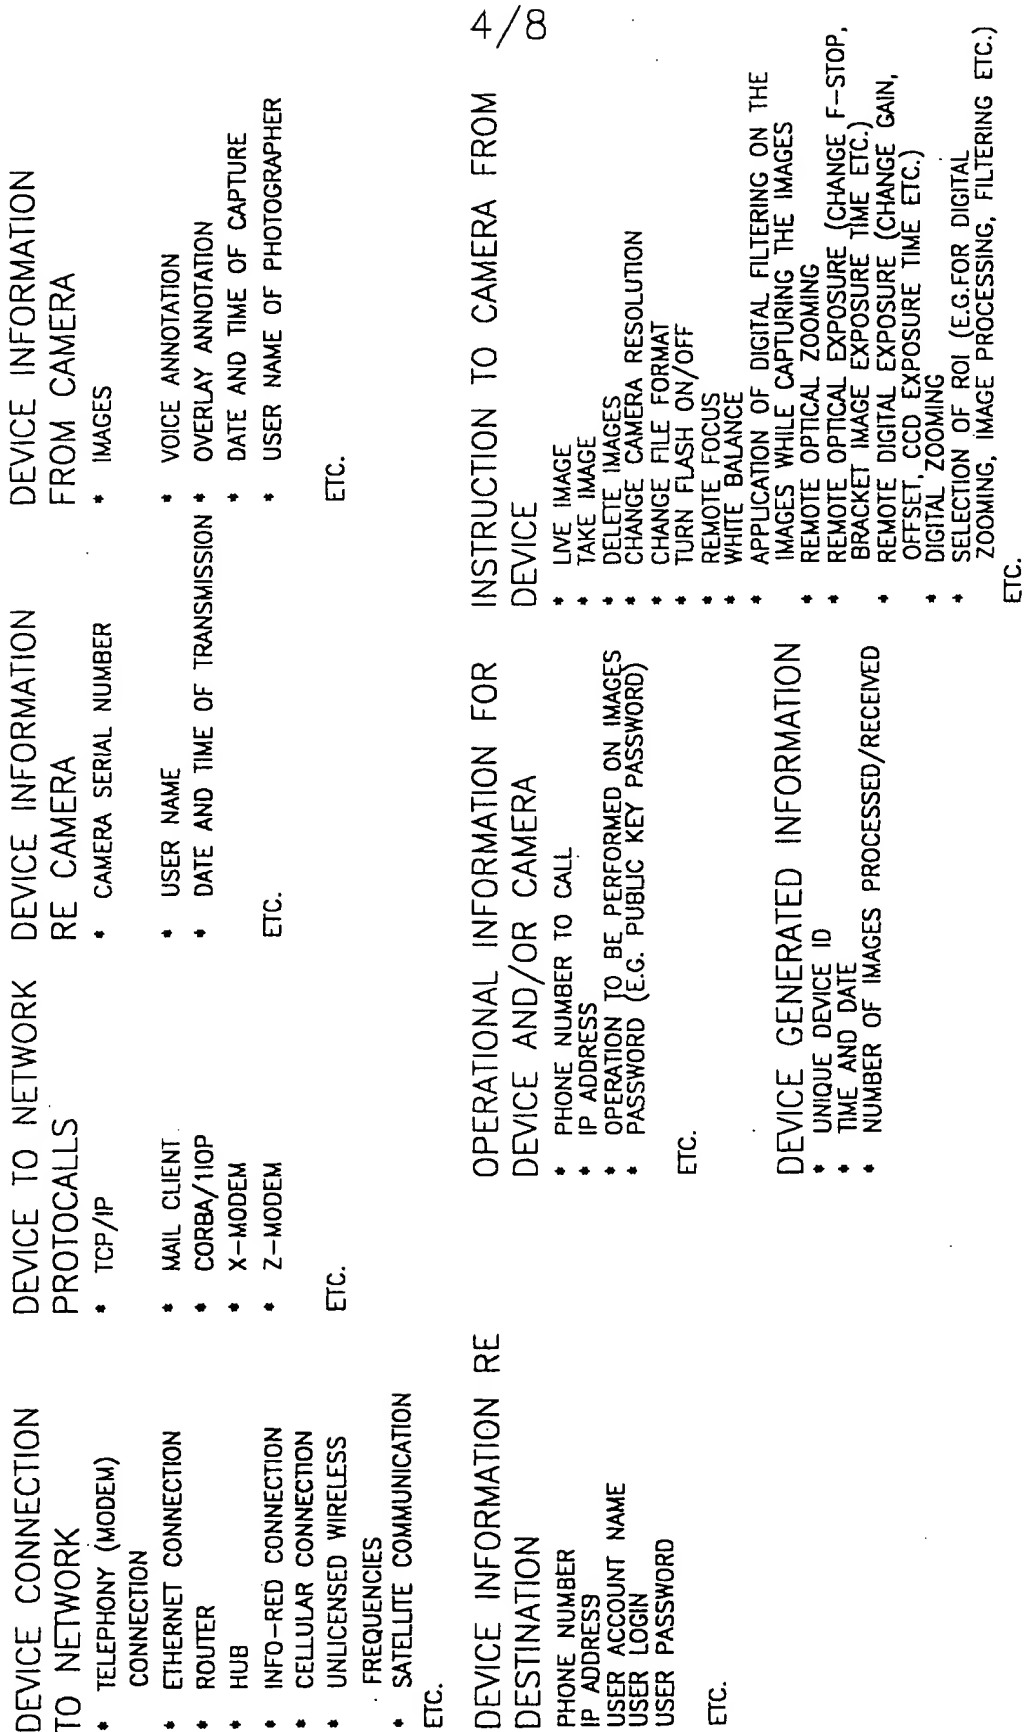 4/8
DEVICE CONNECTION
TO NETWORK
* TELEPHONY (MODEM)
CONNECTION
* ETHERNET CONNECTION
* ROUTER
* HUB
* INFO-RED CONNECTION
* CELLULAR CONNECTION
* UNLICENSED WIRELESS
FREQUENCIES
* SATELLITE COMMUNICATION
ETC.
DEVICE TO NETWORK
PROTOCALLS
* TCP/IP
* MAIL CLIENT
* CORBA/1IOP
* X-MODEM
* Z-MODEM
ETC.
DEVICE INFORMATION
RE CAMERA
* CAMERA SERIAL NUMBER
* USER NAME
* DATE AND TIME OF TRANSMISSION
ETC.
DEVICE INFORMATION
FROM CAMERA
* IMAGES
* VOICE ANNOTATION
* OVERLAY ANNOTATION
* DATE AND TIME OF CAPTURE
* USER NAME OF PHOTOGRAPHER
ETC.
DEVICE INFORMATION RE
DESTINATION
PHONE NUMBER
IP ADDRESS
USER ACCOUNT NAME
USER LOGIN
USER PASSWORD
ETC.
OPERATIONAL INFORMATION FOR
DEVICE AND/OR CAMERA
* PHONE NUMBER TO CALL
* IP ADDRESS
* OPERATION TO BE PERFORMED ON IMAGES
* PASSWORD (E.G. PUBLIC KEY PASSWORD)
ETC.
DEVICE GENERATED INFORMATION
* UNIQUE DEVICE ID
* TIME AND DATE
* NUMBER OF IMAGES PROCESSED/RECEIVED
INSTRUCTION TO CAMERA FROM
DEVICE
* LIVE IMAGE
* TAKE IMAGE
* DELETE IMAGES
* CHANGE CAMERA RESOLUTION
* CHANGE FILE FORMAT
* TURN FLASH ON/OFF
* REMOTE FOCUS
* WHITE BALANCE
* APPLICATION OF DIGITAL FILTERING ON THE
IMAGES WHILE CAPTURING THE IMAGES
* REMOTE OPTICAL ZOOMING
* REMOTE OPTICAL EXPOSURE (CHANGE F-STOP,
BRACKET IMAGE EXPOSURE TIME ETC.)
* REMOTE DIGITAL EXPOSURE (CHANGE GAIN,
OFFSET, CCD EXPOSURE TIME ETC.)
* DIGITAL ZOOMING
* SELECTION OF ROI (E.G.FOR DIGITAL
ZOOMING, IMAGE PROCESSING, FILTERING ETC.)
ETC.